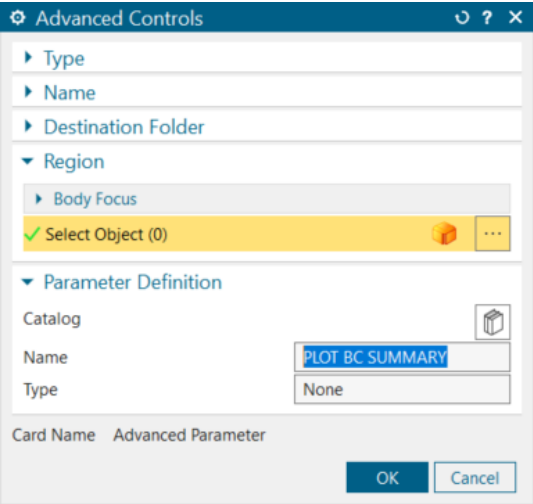 Advanced Controls ?
Type
Name
Destination Folder
Region
Body Focus
Select Object (0) ...
Parameter Definition
Catalog
Name PLOT BC SUMMARY
Type None
Card Name Advanced Parameter
OK Cancel